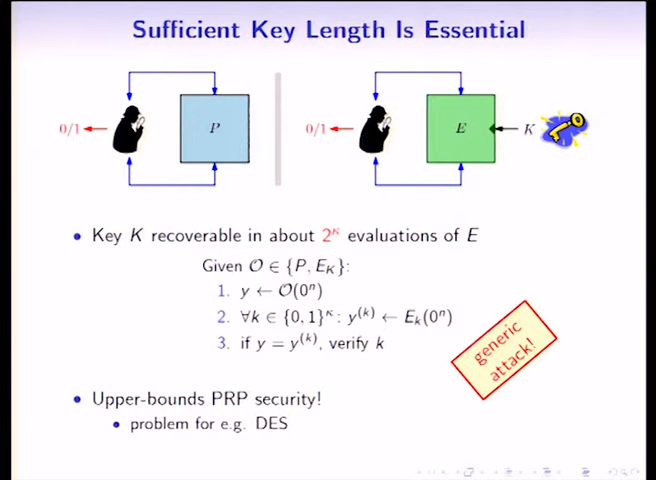 Sufficient Key Length Is Essential
0/1 P 0/1 E K
• Key K recoverable in about 2^κ evaluations of E
Given 𝒪 ∈ {P, E_K}:
1. y ← 𝒪(0^n)
2. ∀k ∈ {0, 1}^κ : y^(k) ← E_k(0^n)
3. if y = y^(k), verify k
generic
attack!
• Upper-bounds PRP security!
• problem for e.g. DES